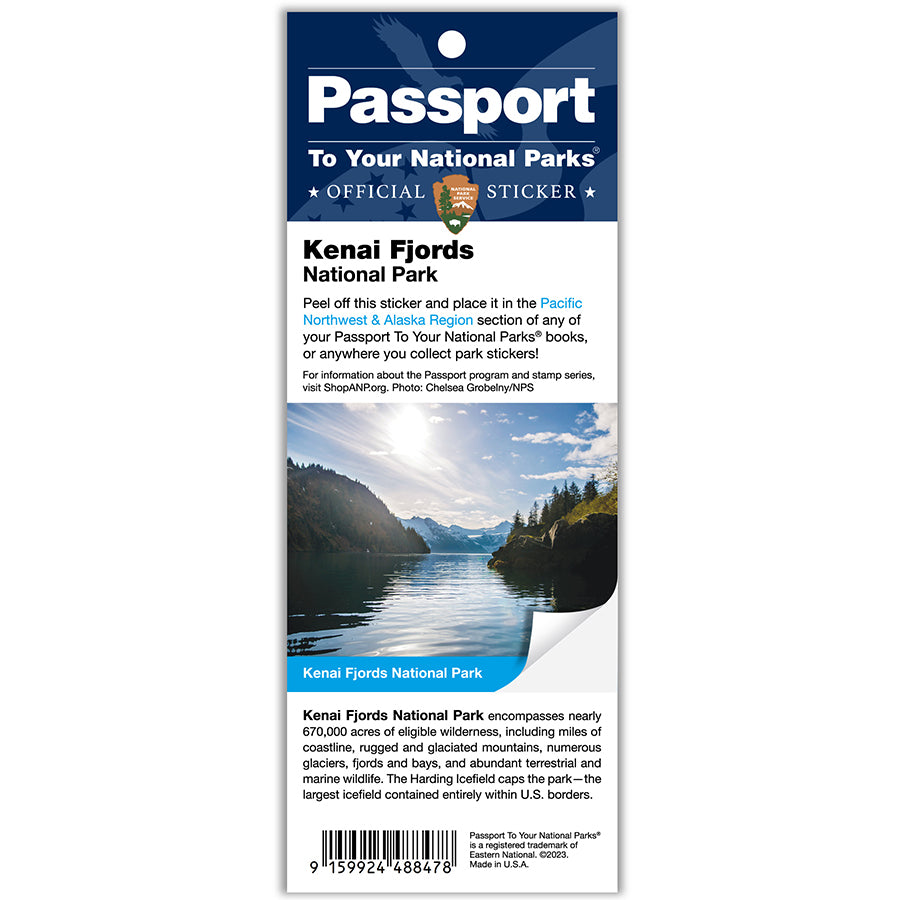 Passport
To Your National Parks®
★ OFFICIAL STICKER ★
NATIONAL
PARK
SERVICE
Kenai Fjords
National Park
Peel off this sticker and place it in the Pacific
Northwest & Alaska Region section of any of
your Passport To Your National Parks® books,
or anywhere you collect park stickers!
For information about the Passport program and stamp series,
visit ShopANP.org. Photo: Chelsea Grobelny/NPS
Kenai Fjords National Park
Kenai Fjords National Park encompasses nearly
670,000 acres of eligible wilderness, including miles of
coastline, rugged and glaciated mountains, numerous
glaciers, fjords and bays, and abundant terrestrial and
marine wildlife. The Harding Icefield caps the park—the
largest icefield contained entirely within U.S. borders.
9 159924 488478
Passport To Your National Parks®
is a registered trademark of
Eastern National. ©2023.
Made in U.S.A.